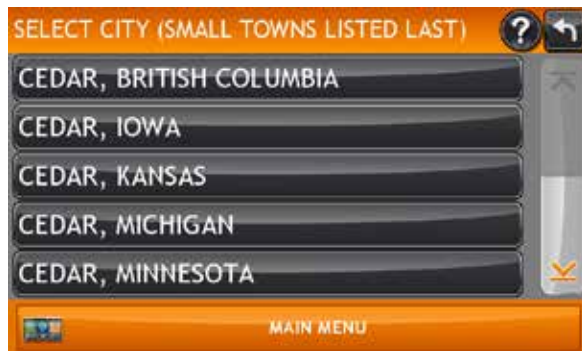 SELECT CITY (SMALL TOWNS LISTED LAST) ?
CEDAR, BRITISH COLUMBIA
CEDAR, IOWA
CEDAR, KANSAS
CEDAR, MICHIGAN
CEDAR, MINNESOTA
MAIN MENU